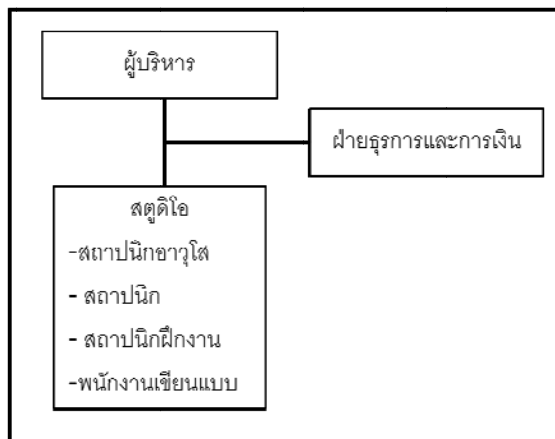 ผู้บริหาร
ฝ่ายธุรการและการเงิน
สตูดิโอ
-สถาปนิกอาวุโส
- สถาปนิก
- สถาปนิกฝึกงาน
-พนักงานเขียนแบบ